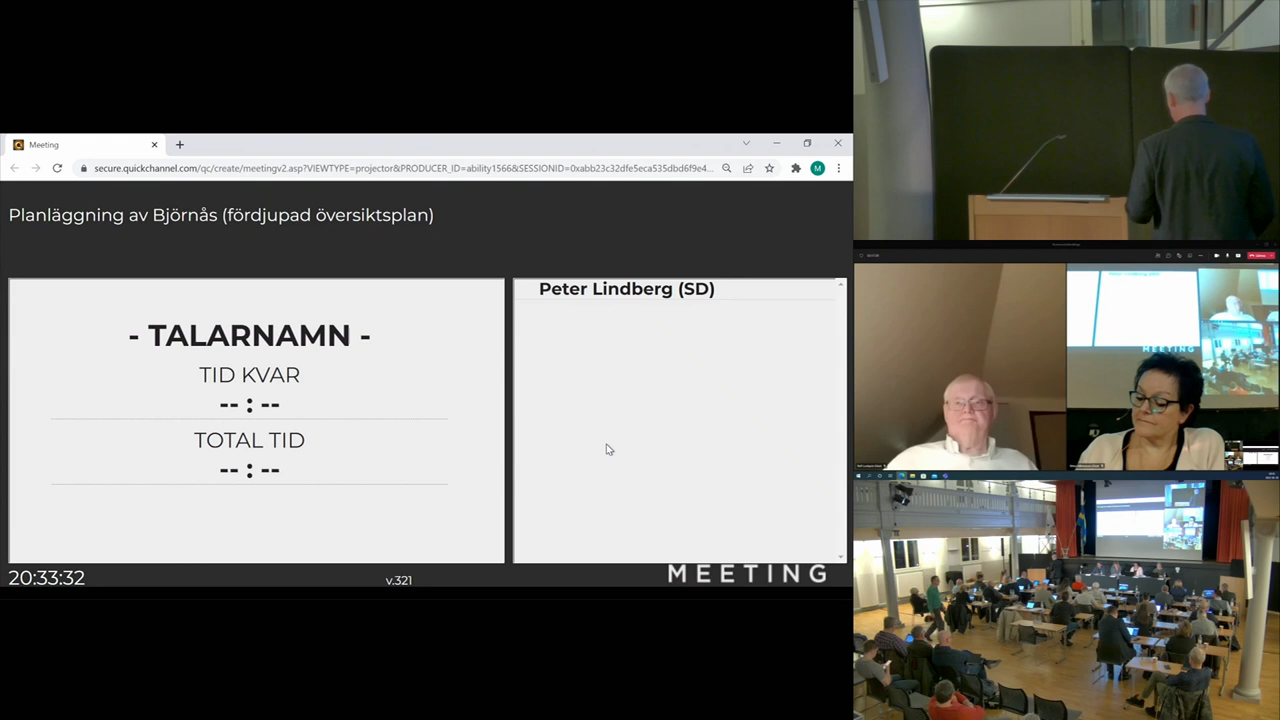 Meeting
secure.quickchannel.com/qc/create/meetingv2.asp?VIEWTYPE=projector&PRODUCER_ID=ability1566&SESSIONID=0xabb23c32dfe5eca535dbd6f9e4...
M
Planläggning av Björnås (fördjupad översiktsplan)
- TALARNAMN -
TID KVAR
-- : --
TOTAL TID
-- : --
Peter Lindberg (SD)
20:33:32
v.321
MEETING
MEETING